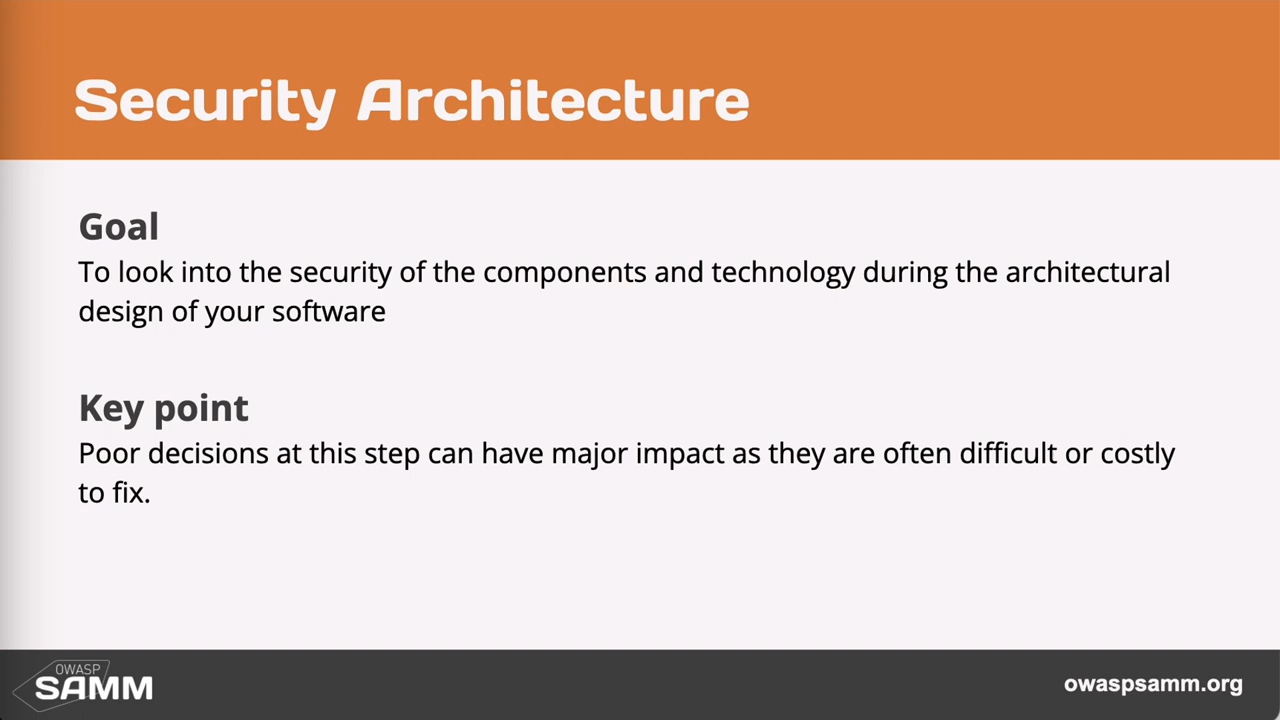 Security Architecture
Goal
To look into the security of the components and technology during the architectural
design of your software
Key point
Poor decisions at this step can have major impact as they are often difficult or costly
to fix.
OWASP
SAMM
owaspsamm.org